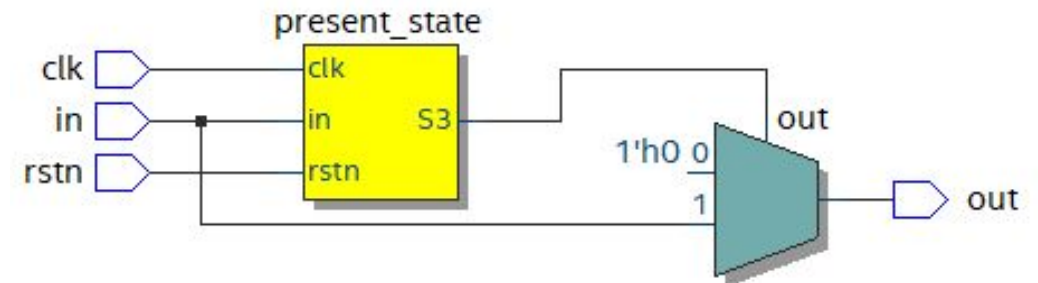 present_state
clk
clk
in
in
S3
rstn
rstn
out
1'h0 0
1
out